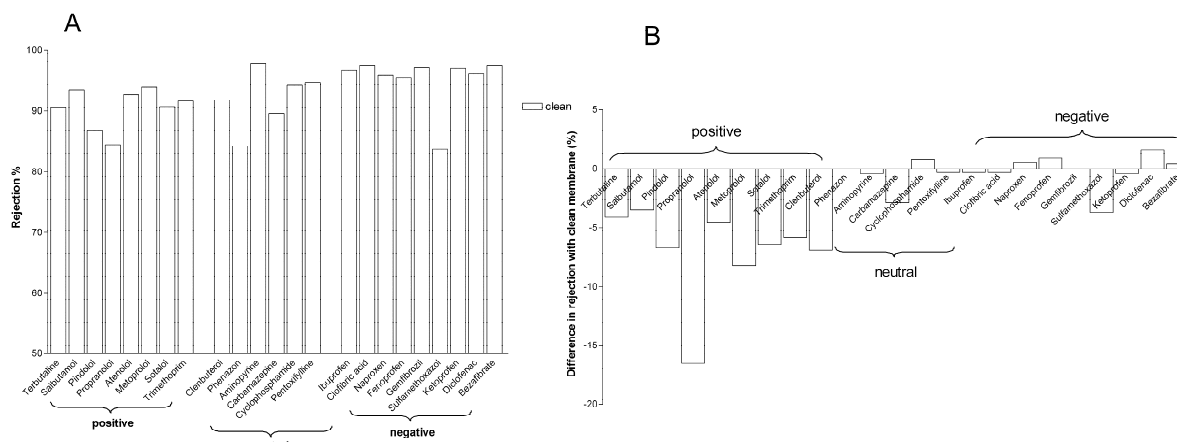 A
100
90
80
70
60
50
Rejection %
clean
Terbutaline
Salbutamol
Pindolol
Propranolol
Atenolol
Metoprolol
Sotalol
Trimethoprim
Clenbuterol
Phenazon
Aminopyrine
Carbamazapine
Cyclophosphamide
Pentoxifylline
Ibuprofen
Clofibric acid
Naproxen
Fenoprofen
Gemfibrozil
Sulfamethoxazol
Ketoprofen
Diclofenac
Bezafibrate
positive
negative
B
5
0
-5
-10
-15
-20
Difference in rejection with clean membrane (%)
positive
negative
Terbutaline
Salbutamol
Pindolol
Propranolol
Atenolol
Metoprolol
Sotalol
Trimethoprim
Clenbuterol
Phenazon
Aminopyrine
Carbamazapine
Cyclophosphamide
Pentoxifylline
Ibuprofen
Clofibric acid
Naproxen
Fenoprofen
Gemfibrozil
Sulfamethoxazol
Ketoprofen
Diclofenac
Bezafibrate
neutral